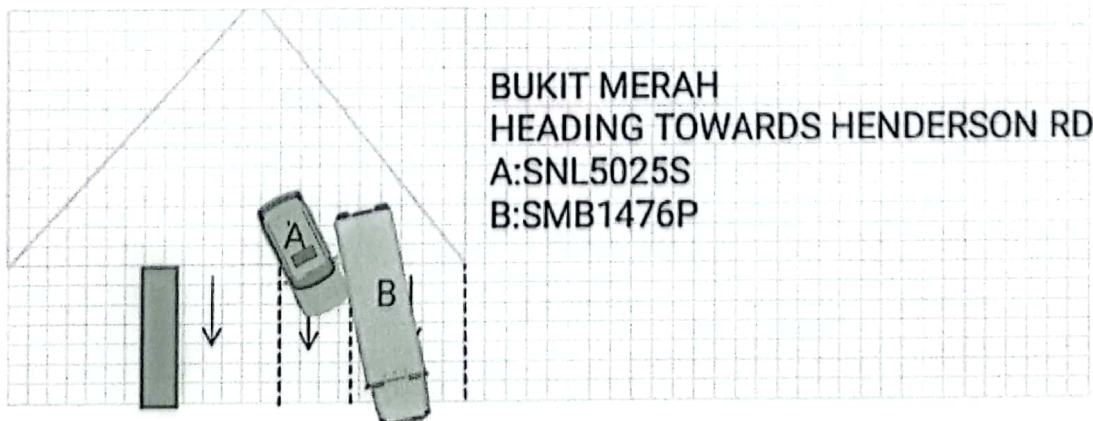 BUKIT MERAH
HEADING TOWARDS HENDERSON RD
A:SNL5025S
B:SMB1476P
A
B